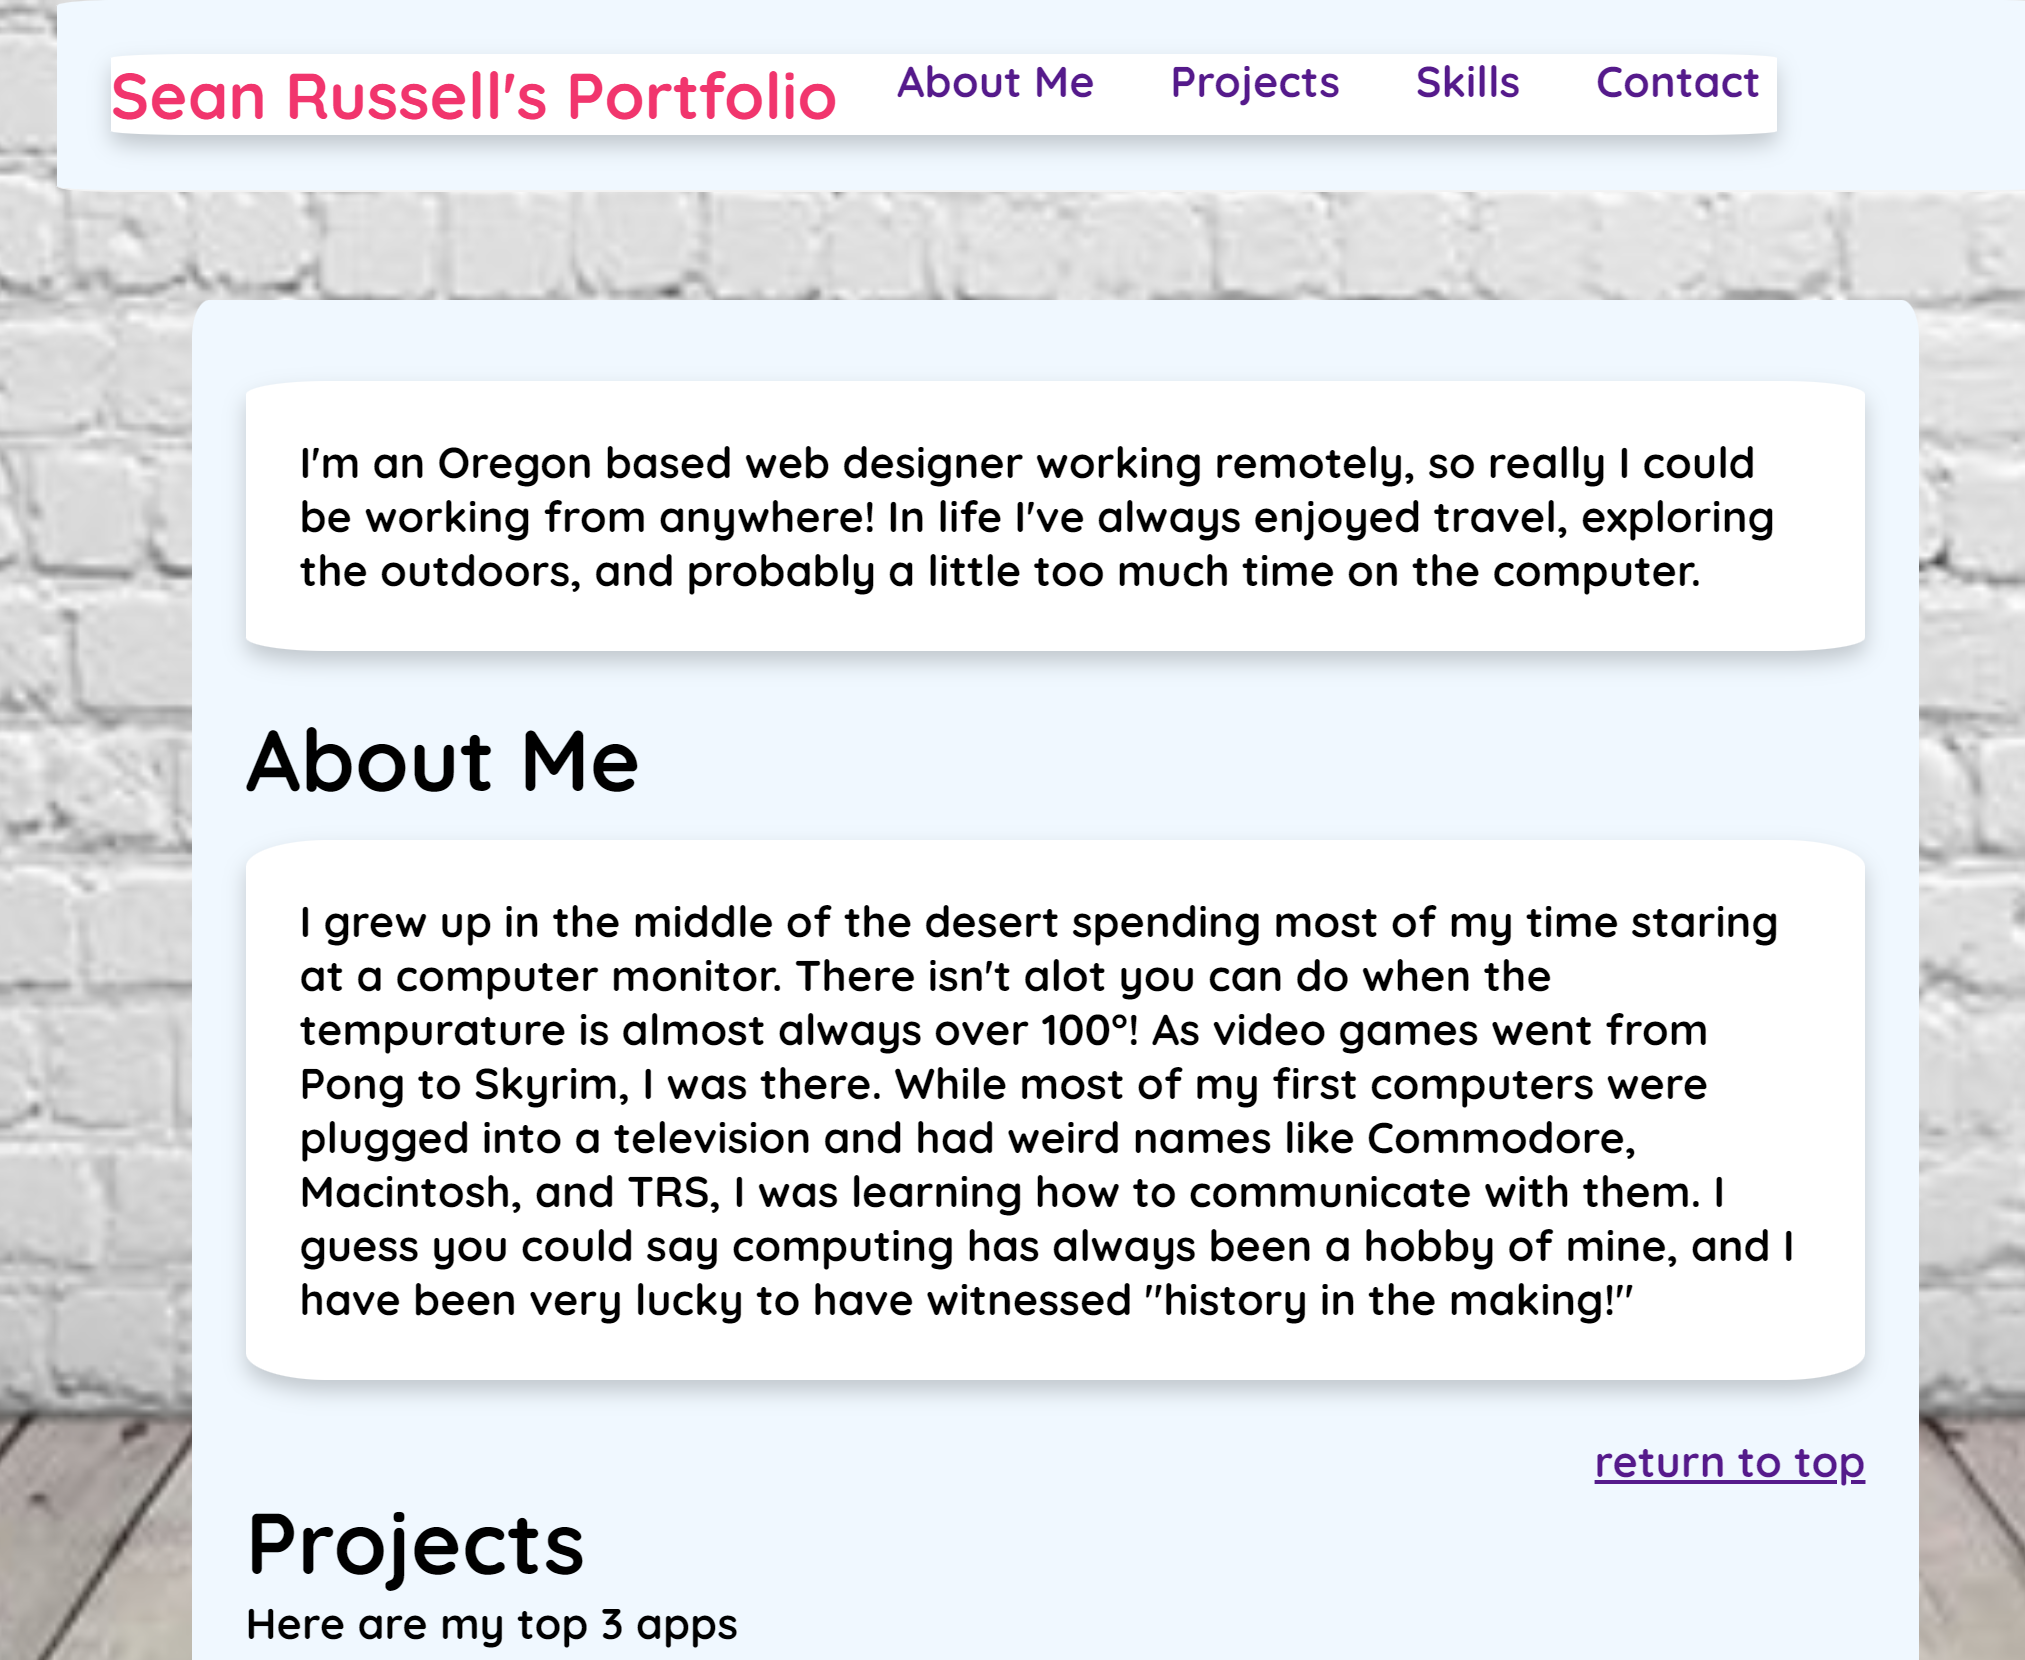 Sean Russell's Portfolio About Me Projects Skills Contact
I'm an Oregon based web designer working remotely, so really I could
be working from anywhere! In life I've always enjoyed travel, exploring
the outdoors, and probably a little too much time on the computer.
About Me
I grew up in the middle of the desert spending most of my time staring
at a computer monitor. There isn't alot you can do when the
tempurature is almost always over 100°! As video games went from
Pong to Skyrim, I was there. While most of my first computers were
plugged into a television and had weird names like Commodore,
Macintosh, and TRS, I was learning how to communicate with them. I
guess you could say computing has always been a hobby of mine, and I
have been very lucky to have witnessed "history in the making!"
return to top
Projects
Here are my top 3 apps